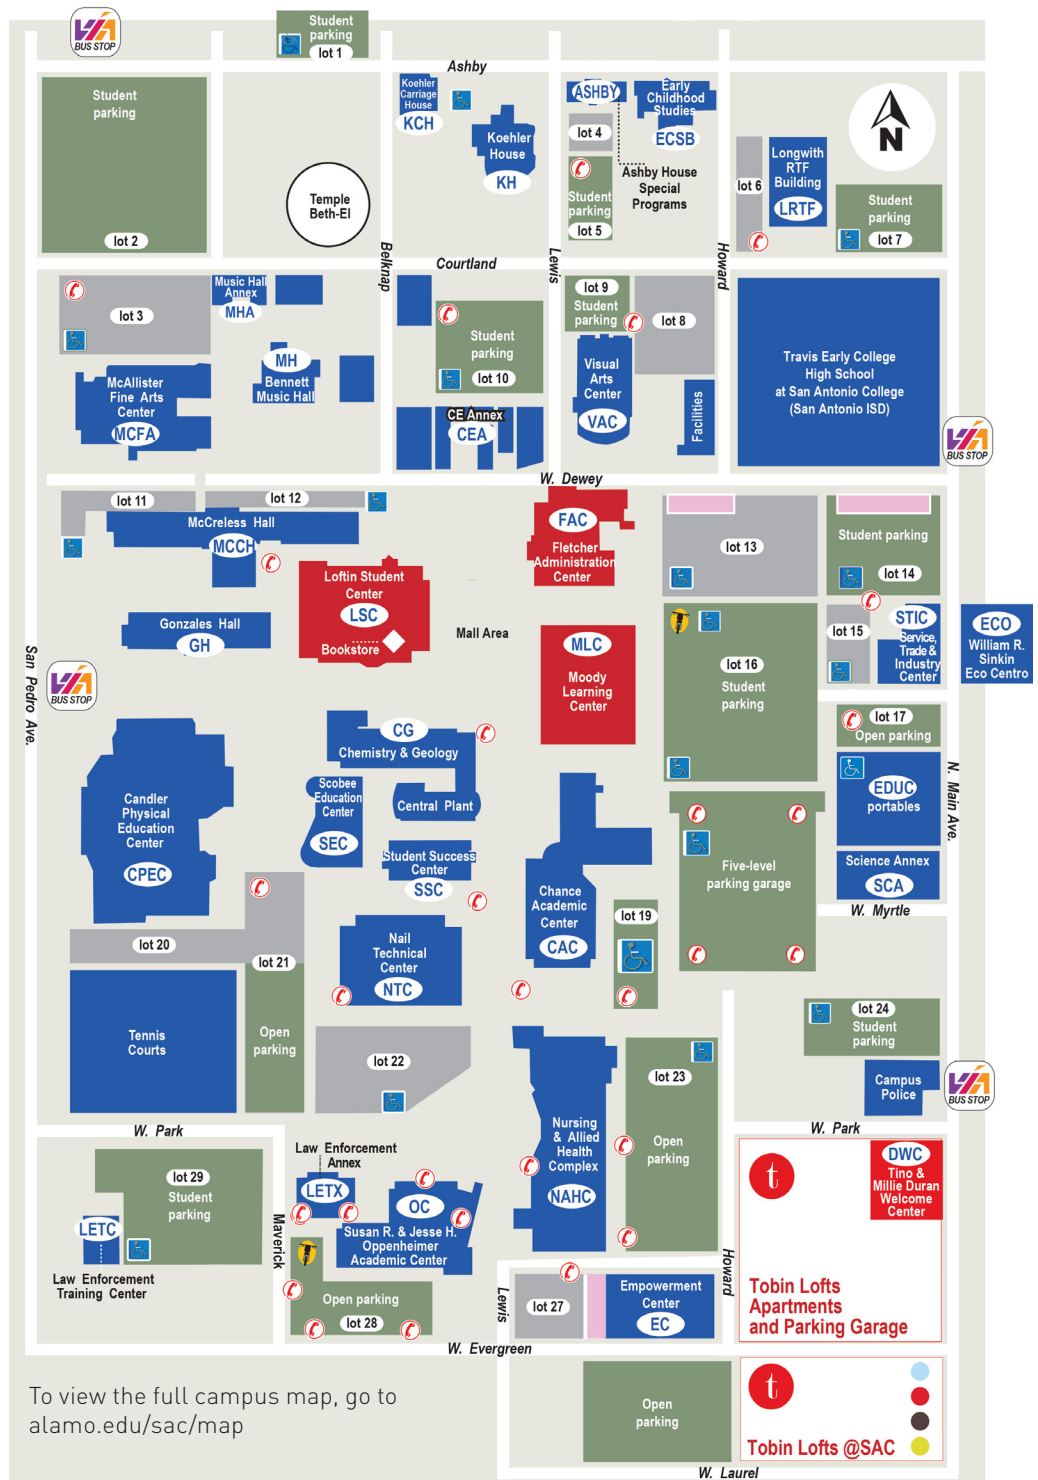 VIA
BUS STOP
Student
parking
lot 1
Ashby
Student
parking
lot 2
Temple
Beth-El
Koehler
Carriage
House
KCH
Koehler
House
KH
ASHBY
Early
Childhood
Studies
ECSB
lot 4
Ashby House
Special
Programs
Student
parking
lot 5
lot 6
Longwith
RTF
Building
LRTF
N
Student
parking
lot 7
Belknap
Courtland
Lewis
Howard
lot 3
Music Hall
Annex
MHA
MH
Bennett
Music Hall
McAllister
Fine Arts
Center
MCFA
Student
parking
lot 10
CE Annex
CEA
lot 9
Student
parking
lot 8
Visual
Arts
Center
VAC
Facilities
Travis Early College
High School
at San Antonio College
(San Antonio ISD)
VIA
BUS STOP
W. Dewey
lot 11
lot 12
McCreless Hall
MCCH
Loftin Student
Center
LSC
Bookstore
Mall Area
FAC
Fletcher
Administration
Center
lot 13
Student parking
lot 14
Gonzales Hall
GH
MLC
Moody
Learning
Center
lot 16
Student
parking
lot 15
STIC
Service,
Trade &
Industry
Center
ECO
William R.
Sinkin
Eco Centro
San Pedro Ave.
VIA
BUS STOP
CG
Chemistry & Geology
Scobee
Education
Center
SEC
Central Plant
Student Success
Center
SSC
Candler
Physical
Education
Center
CPEC
lot 17
Open parking
EDUC
portables
Science Annex
SCA
N. Main Ave.
W. Myrtle
Five-level
parking garage
Chance
Academic
Center
CAC
lot 19
lot 20
lot 21
Nail
Technical
Center
NTC
Tennis
Courts
Open
parking
lot 22
lot 24
Student
parking
Campus
Police
VIA
BUS STOP
lot 23
Open
parking
Nursing
& Allied
Health
Complex
NAHC
W. Park
W. Park
lot 29
Student
parking
LETC
Law Enforcement
Training Center
Maverick
Law Enforcement
Annex
LETX
OC
Susan R. & Jesse H.
Oppenheimer
Academic Center
Open parking
lot 28
t
DWC
Tino &
Millie Duran
Welcome
Center
Tobin Lofts
Apartments
and Parking Garage
Lewis
lot 27
Empowerment
Center
EC
Howard
W. Evergreen
To view the full campus map, go to
alamo.edu/sac/map
Open
parking
t
Tobin Lofts @SAC
W. Laurel